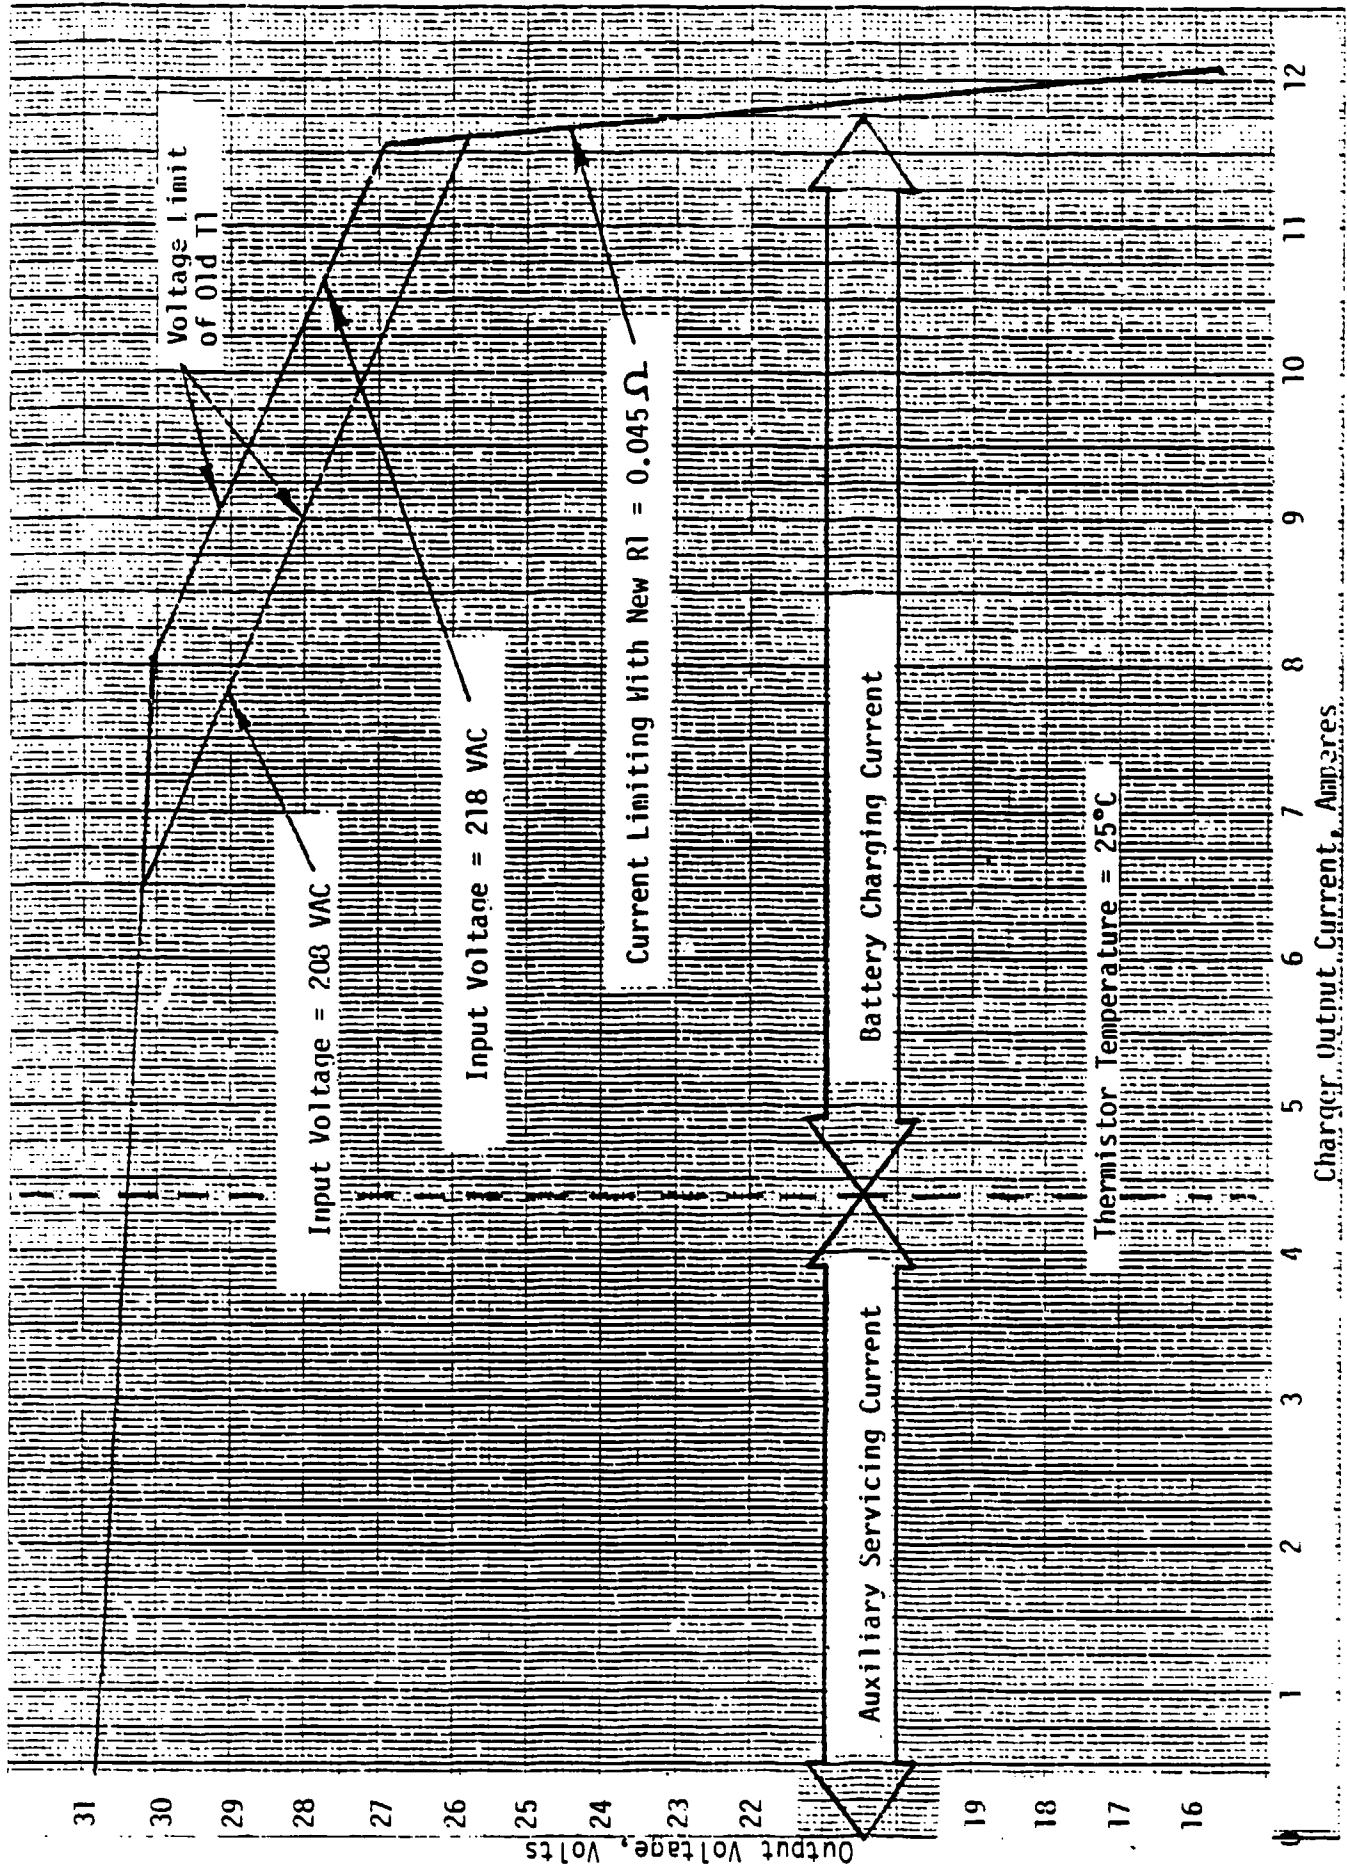 Voltage Limit
of Old T1
Input Voltage = 208 VAC
Input Voltage = 218 VAC
Current Limiting With New R1 = 0.045 Ω
Battery Charging Current
Auxiliary Servicing Current
Thermistor Temperature = 25°C
Output Voltage, Volts
31
30
29
28
27
26
25
24
23
22
19
18
17
16
0
1
2
3
4
5
6
7
8
9
10
11
12
Charger Output Current, Amperes